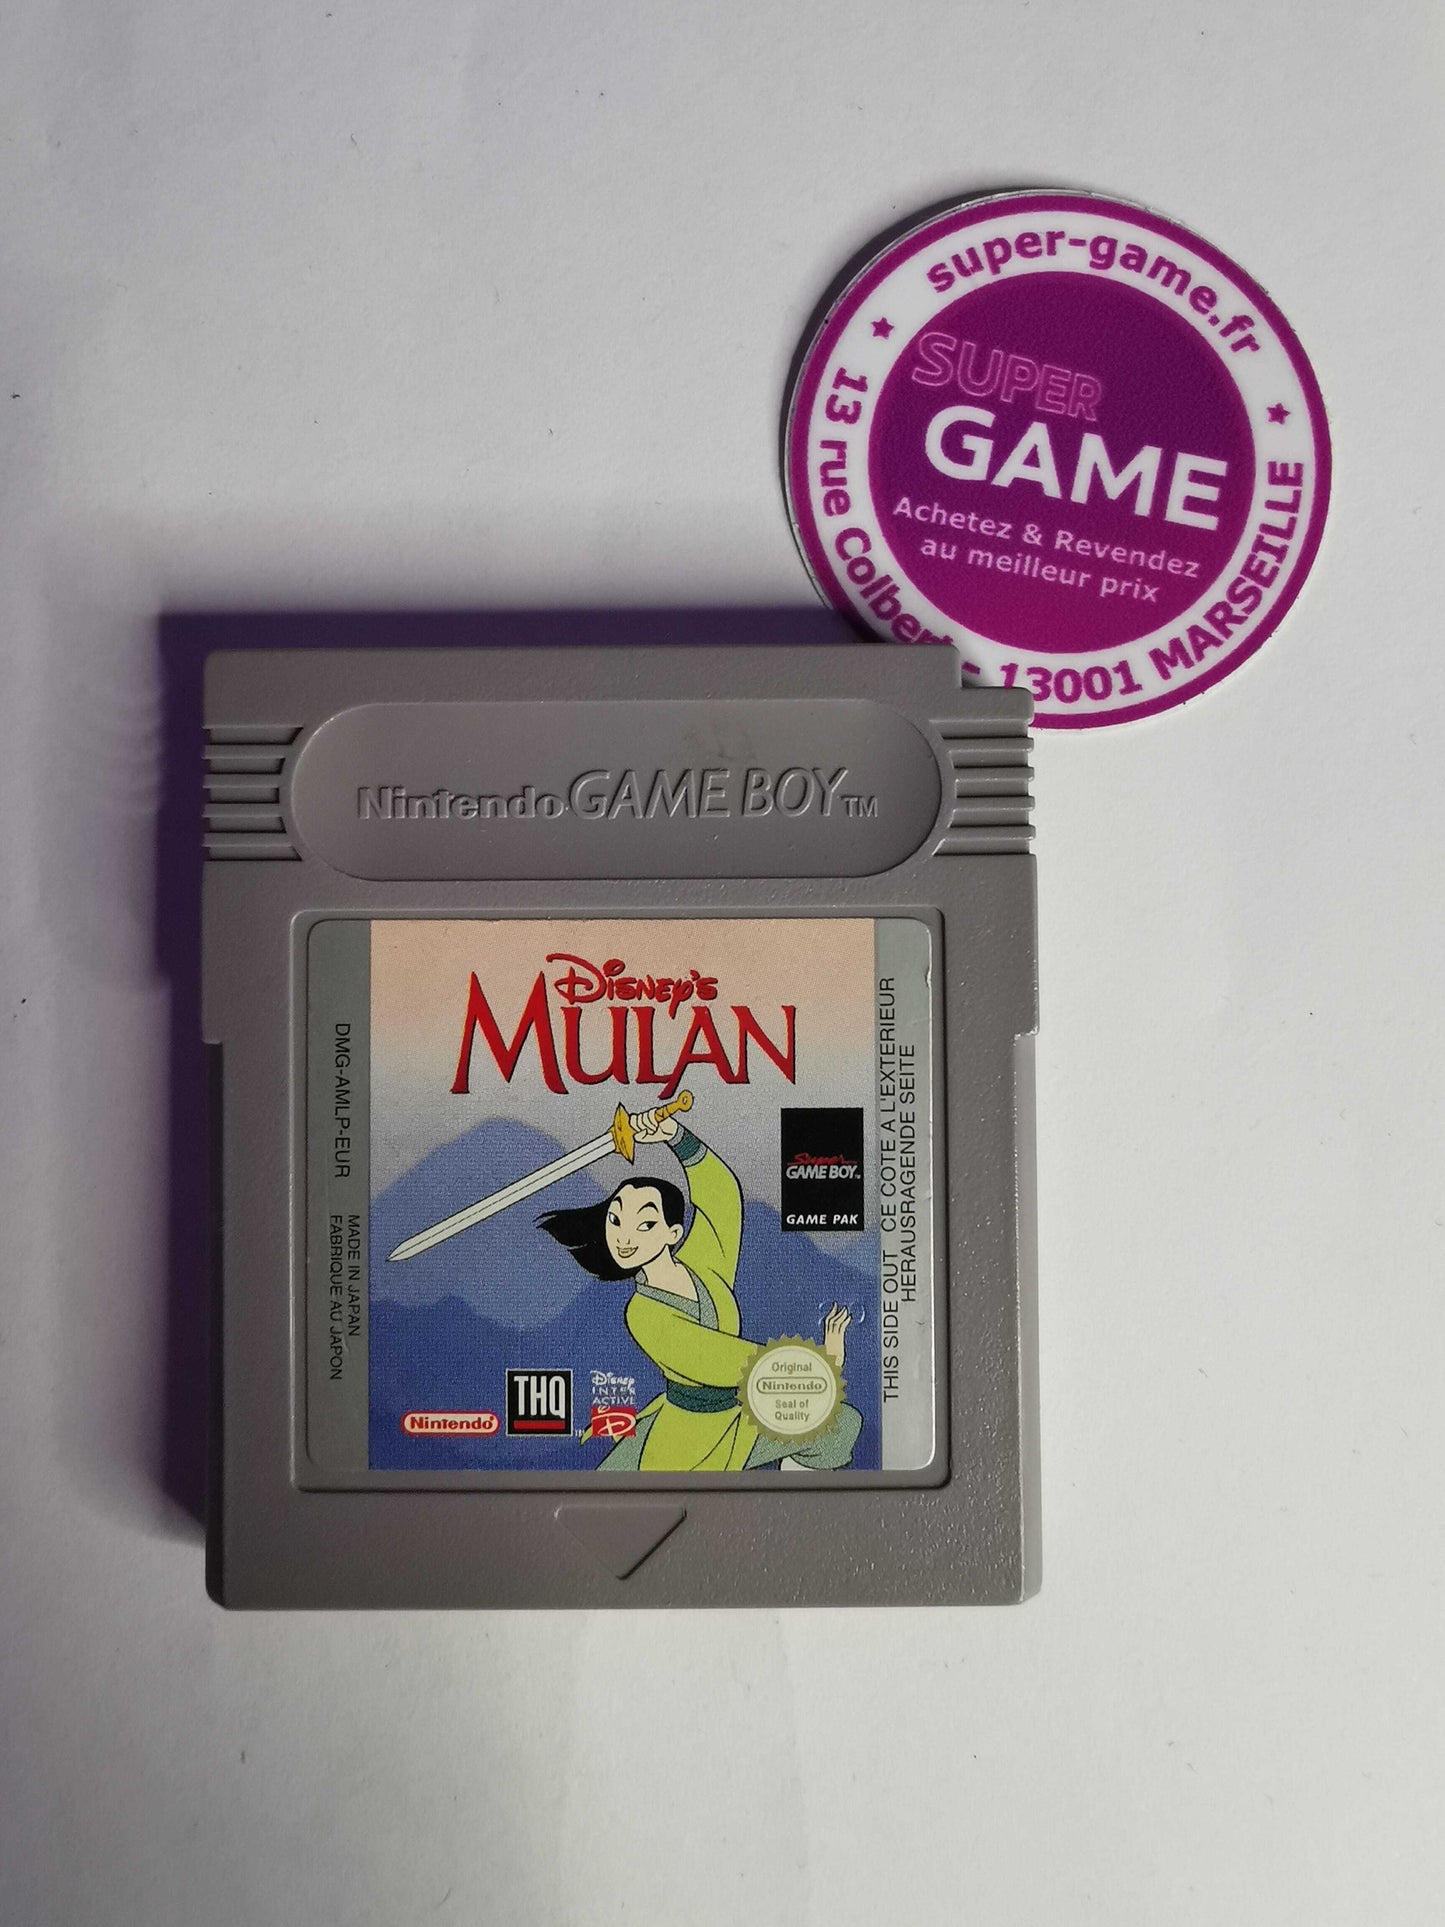 super-game.fr
SUPER
GAME
Achetez & Revendez
au meilleur prix
13 rue Colbert - 13001 MARSEILLE
Nintendo GAME BOY TM
Disney's
MULAN
DMG-AMLP-EUR
MADE IN JAPAN
FABRIQUE AU JAPON
Super
GAME BOY
GAME PAK
THIS SIDE OUT CE COTE A L'EXTERIEUR
HERAUSRAGENDE SEITE
Nintendo
THQ
Disney
INTER
ACTIVE
D
Original
Nintendo
Seal of
Quality